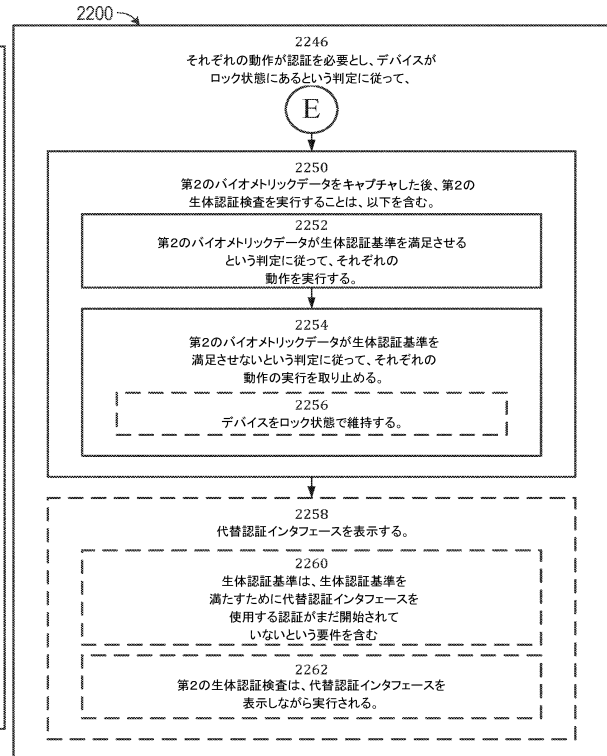 2200
2246
それぞれの動作が認証を必要とし、デバイスが
ロック状態にあるという判定に従って、
E
2250
第2のバイオメトリックデータをキャプチャした後、第2の
生体認証検査を実行することは、以下を含む。
2252
第2のバイオメトリックデータが生体認証基準を満足させる
という判定に従って、それぞれの
動作を実行する。
2254
第2のバイオメトリックデータが生体認証基準を
満足させないという判定に従って、それぞれの
動作の実行を取り止める。
2256
デバイスをロック状態で維持する。
2258
代替認証インタフェースを表示する。
2260
生体認証基準は、生体認証基準を
満たすために代替認証インタフェースを
使用する認証がまだ開始されて
いないという要件を含む
2262
第2の生体認証検査は、代替認証インタフェースを
表示しながら実行される。